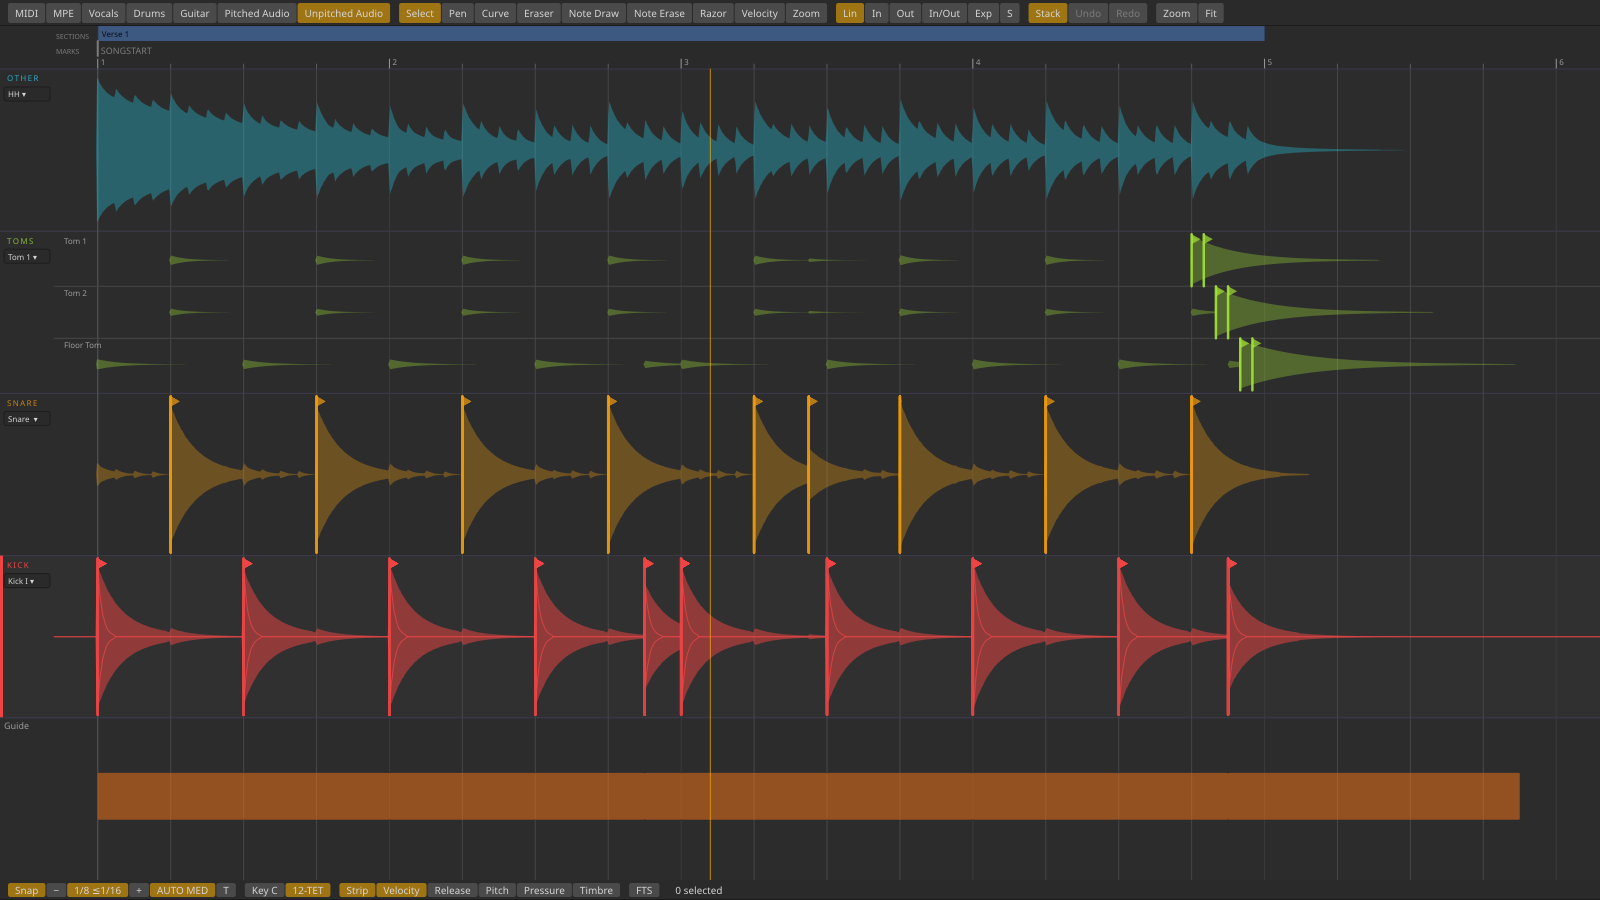 MIDI MPE Vocals Drums Guitar Pitched Audio Unpitched Audio Select Pen Curve Eraser Note Draw Note Erase Razor Velocity Zoom Lin In Out In/Out Exp S Stack Undo Redo Zoom Fit
SECTIONS Verse 1
MARKS SONGSTART
1 2 3 4 5 6
OTHER
HH ▾
TOMS Tom 1
Tom 1 ▾
Tom 2
Floor Tom
SNARE
Snare ▾
KICK
Kick I ▾
Guide
Snap − 1/8 ≤1/16 + AUTO MED T Key C 12-TET Strip Velocity Release Pitch Pressure Timbre FTS 0 selected